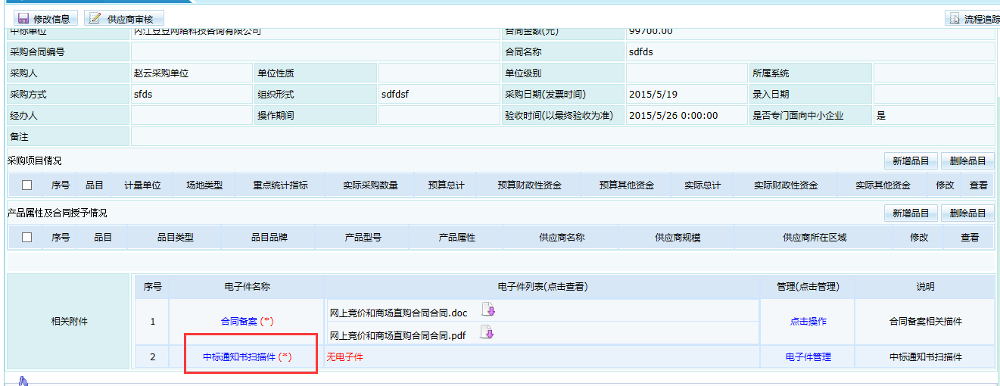 修改信息 供应商审核 流程追踪
中标单位 内江豆豆网络科技咨询有限公司 合同金额(元) 99700.00
采购合同编号 合同名称 sdfds
采购人 赵云采购单位 单位性质 单位级别 所属系统
采购方式 sfds 组织形式 sdfdsf 采购日期(发票时间) 2015/5/19 录入日期
经办人 操作期间 验收时间(以最终验收为准) 2015/5/26 0:00:00 是否专门面向中小企业 是
备注
采购项目情况 新增品目 删除品目
序号 品目 计量单位 场地类型 重点统计指标 实际采购数量 预算总计 预算财政性资金 预算其他资金 实际总计 实际财政性资金 实际其他资金 修改 查看
产品属性及合同授予情况 新增品目 删除品目
序号 品目 品目类型 品目品牌 产品型号 产品属性 供应商名称 供应商规模 供应商所在区域 修改 查看
相关附件
序号 电子件名称 电子件列表(点击查看) 管理(点击管理) 说明
1 合同备案 (*) 网上竞价和商场直购合同合同.doc 点击操作 合同备案相关描件
网上竞价和商场直购合同合同.pdf
2 中标通知书扫描件 (*) 无电子件 电子件管理 中标通知书扫描件